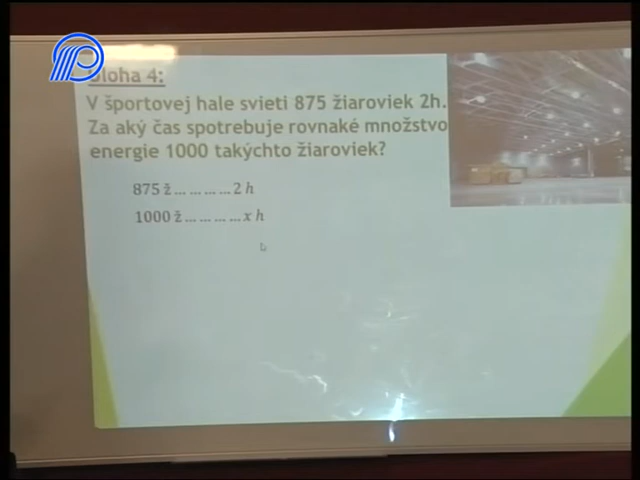 Úloha 4:
V športovej hale svieti 875 žiaroviek 2h.
Za aký čas spotrebuje rovnaké množstvo
energie 1000 takýchto žiaroviek?
875 ž ... ... ... ... 2 h
1000 ž ... ... ... ... x h